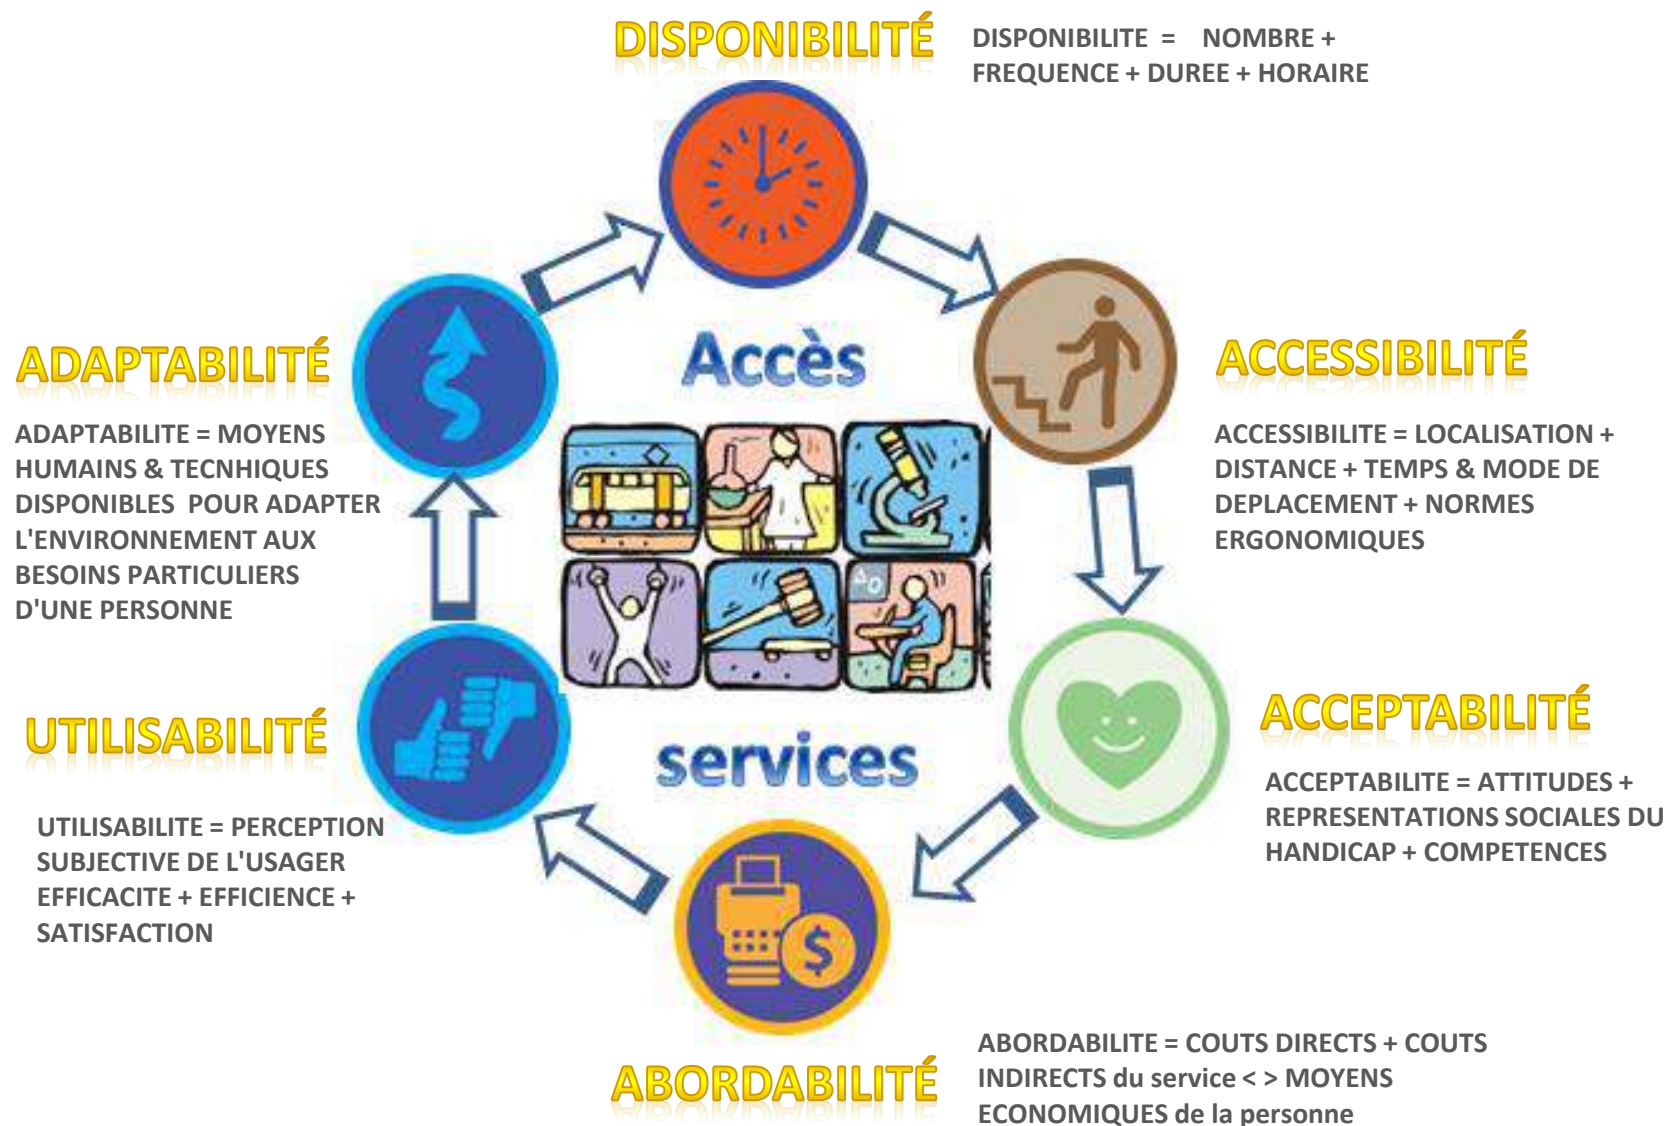 DISPONIBILITÉ
DISPONIBILITE = NOMBRE +
FREQUENCE + DUREE + HORAIRE
Accès
services
ACCESSIBILITÉ
ACCESSIBILITE = LOCALISATION +
DISTANCE + TEMPS & MODE DE
DEPLACEMENT + NORMES
ERGONOMIQUES
ACCEPTABILITÉ
ACCEPTABILITE = ATTITUDES +
REPRESENTATIONS SOCIALES DU
HANDICAP + COMPETENCES
ABORDABILITÉ
ABORDABILITE = COUTS DIRECTS + COUTS
INDIRECTS du service < > MOYENS
ECONOMIQUES de la personne
$
UTILISABILITÉ
UTILISABILITE = PERCEPTION
SUBJECTIVE DE L'USAGER
EFFICACITE + EFFICIENCE +
SATISFACTION
ADAPTABILITÉ
ADAPTABILITE = MOYENS
HUMAINS & TECNHIQUES
DISPONIBLES POUR ADAPTER
L'ENVIRONNEMENT AUX
BESOINS PARTICULIERS
D'UNE PERSONNE